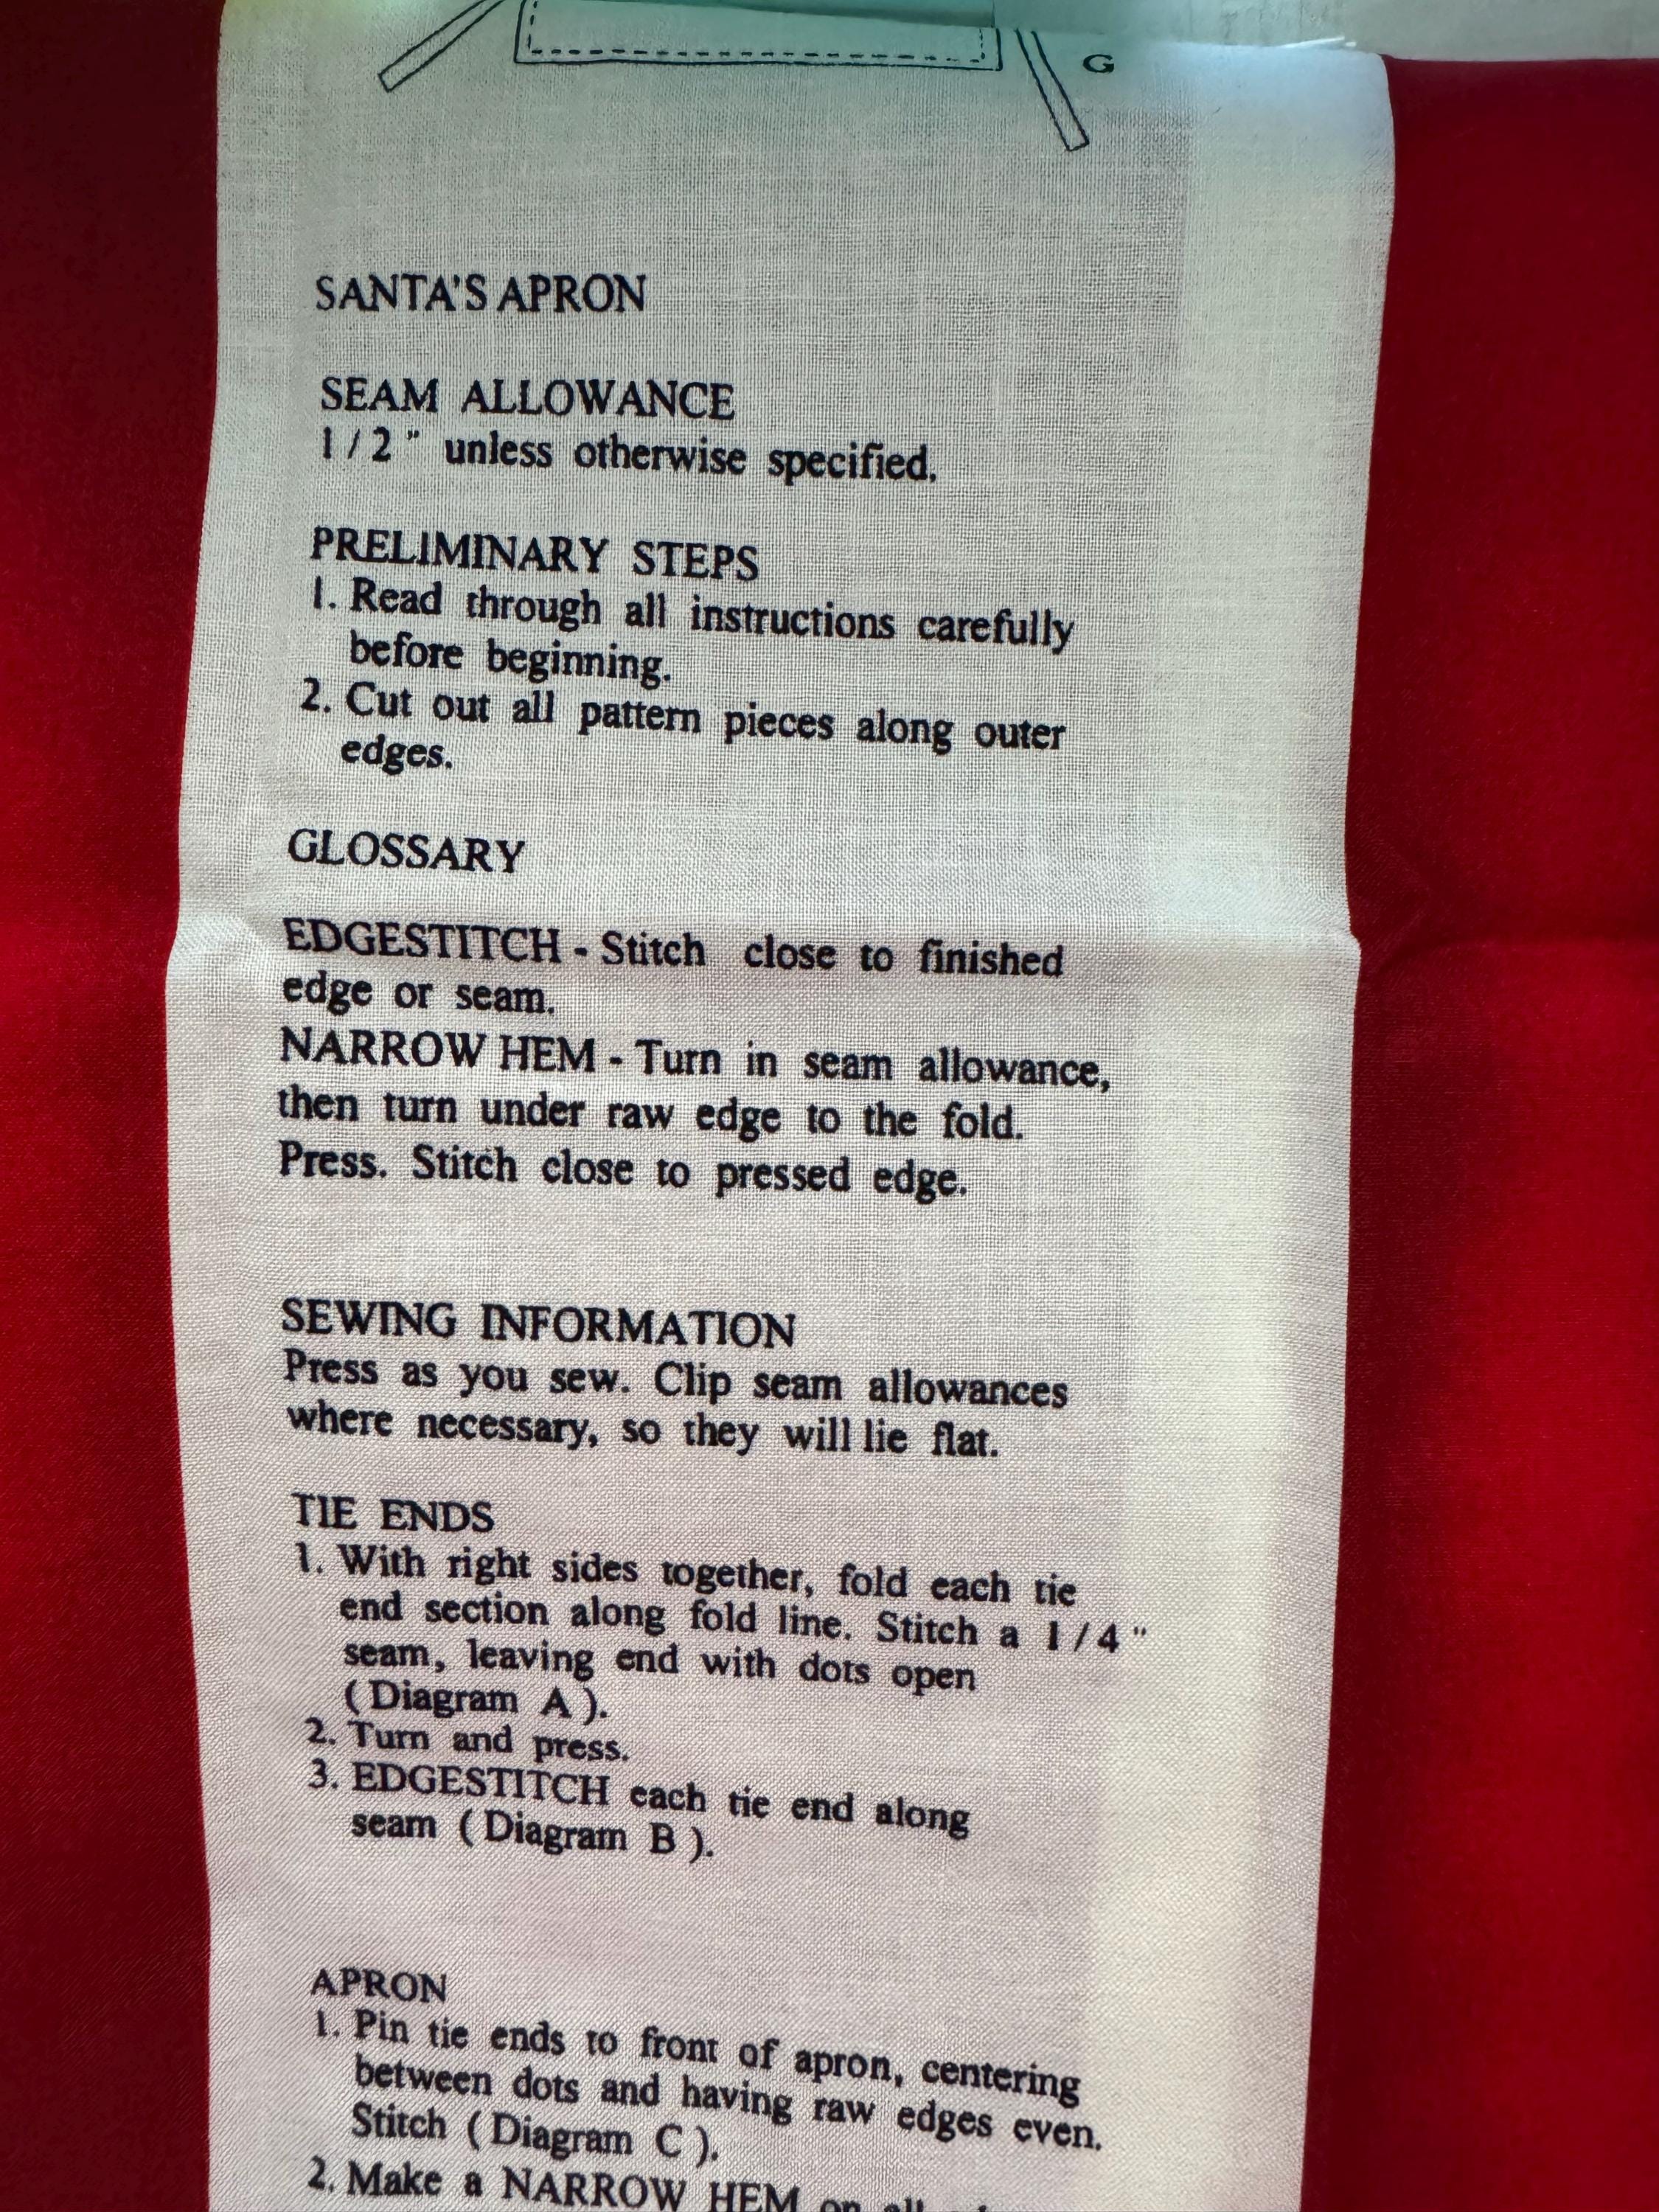 G
SANTA'S APRON
SEAM ALLOWANCE
1/2" unless otherwise specified.
PRELIMINARY STEPS
1. Read through all instructions carefully
before beginning.
2. Cut out all pattern pieces along outer
edges.
GLOSSARY
EDGESTITCH - Stitch close to finished
edge or seam.
NARROW HEM - Turn in seam allowance,
then turn under raw edge to the fold.
Press. Stitch close to pressed edge.
SEWING INFORMATION
Press as you sew. Clip seam allowances
where necessary, so they will lie flat.
TIE ENDS
1. With right sides together, fold each tie
end section along fold line. Stitch a 1/4"
seam, leaving end with dots open
(Diagram A).
2. Turn and press.
3. EDGESTITCH each tie end along
seam (Diagram B).
APRON
1. Pin tie ends to front of apron, centering
between dots and having raw edges even.
Stitch (Diagram C).
2. Make a NARROW HEM on all